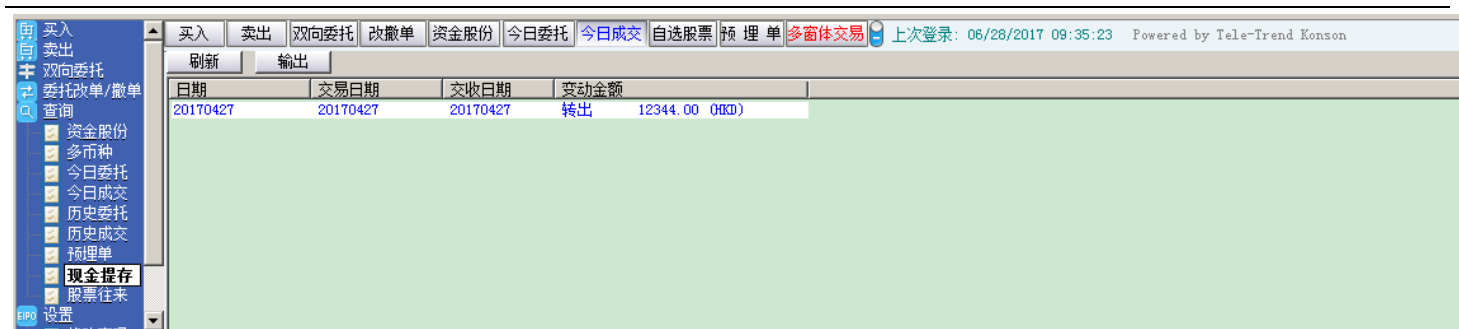 买入 卖出 双向委托 改撤单 资金股份 今日委托 今日成交 自选股票 预 埋 单 多窗体交易 上次登录: 06/28/2017 09:35:23 Powered by Tele-Trend Konson
刷新 输出
日期 交易日期 交收日期 变动金额
20170427 20170427 20170427 转出 12344.00 (HKD)
买入
卖出
双向委托
委托改单/撤单
查询
资金股份
多币种
今日委托
今日成交
历史委托
历史成交
预埋单
现金提存
股票往来
EIPO 设置